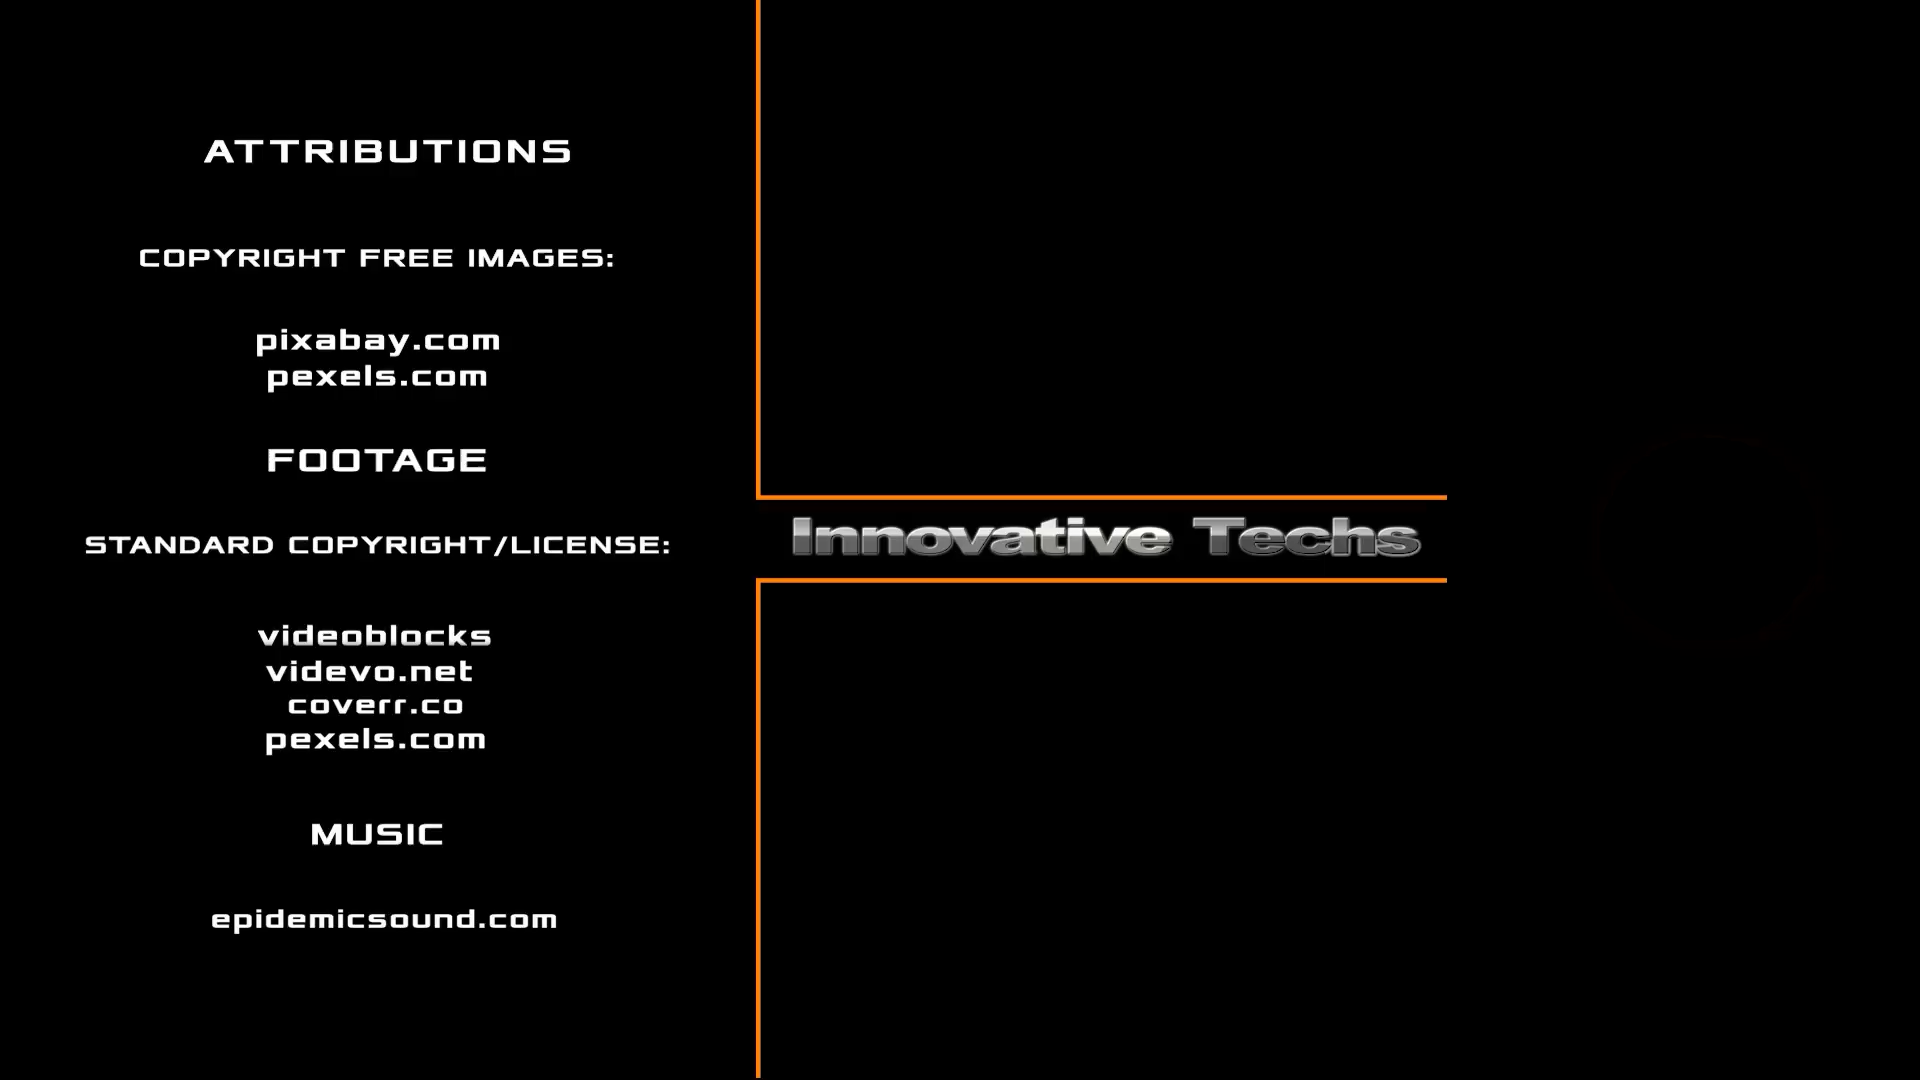 ATTRIBUTIONS
COPYRIGHT FREE IMAGES:
pixabay.com
pexels.com
FOOTAGE
STANDARD COPYRIGHT/LICENSE:
videoblocks
videvo.net
coverr.co
pexels.com
MUSIC
epidemicsound.com
Innovative Techs